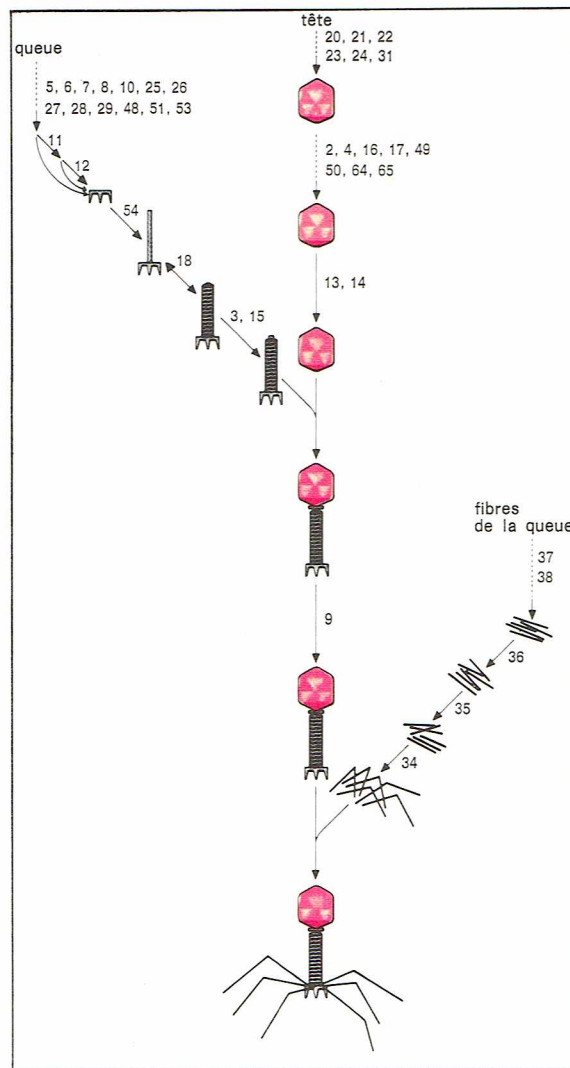 tête
20, 21, 22
23, 24, 31
queue
5, 6, 7, 8, 10, 25, 26
27, 28, 29, 48, 51, 53
11
12
2, 4, 16, 17, 49
50, 64, 65
54
18
13, 14
3, 15
fibres
de la queue
37
38
9
36
35
34